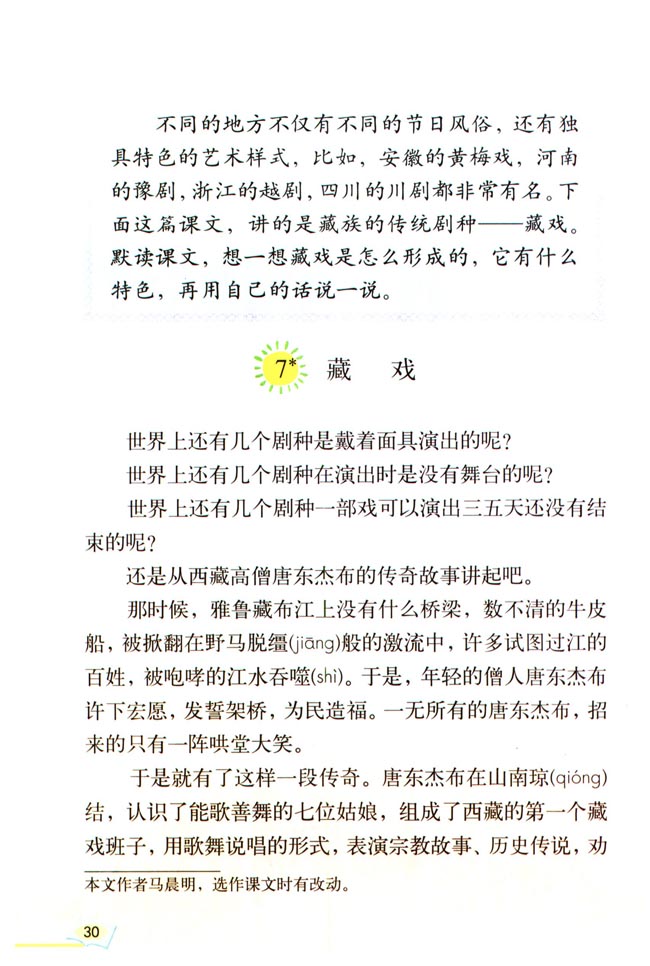 不同的地方不仅有不同的节日风俗，还有独
具特色的艺术样式，比如，安徽的黄梅戏，河南
的豫剧，浙江的越剧，四川的川剧都非常有名。下
面这篇课文，讲的是藏族的传统剧种——藏戏。
默读课文，想一想藏戏是怎么形成的，它有什么
特色，再用自己的话说一说。
7* 藏 戏
世界上还有几个剧种是戴着面具演出的呢？
世界上还有几个剧种在演出时是没有舞台的呢？
世界上还有几个剧种一部戏可以演出三五天还没有结
束的呢？
还是从西藏高僧唐东杰布的传奇故事讲起吧。
那时候，雅鲁藏布江上没有什么桥梁，数不清的牛皮
船，被掀翻在野马脱缰(jiāng)般的激流中，许多试图过江的
百姓，被咆哮的江水吞噬(shì)。于是，年轻的僧人唐东杰布
许下宏愿，发誓架桥，为民造福。一无所有的唐东杰布，招
来的只有一阵哄堂大笑。
于是就有了这样一段传奇。唐东杰布在山南琼(qióng)
结，认识了能歌善舞的七位姑娘，组成了西藏的第一个藏
戏班子，用歌舞说唱的形式，表演宗教故事、历史传说，劝
本文作者马晨明，选作课文时有改动。
30